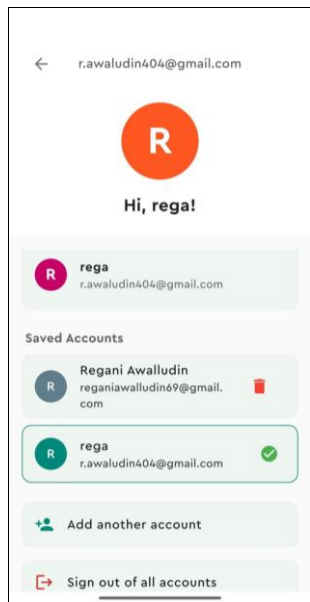 r.awaludin404@gmail.com
R
Hi, rega!
R
rega
r.awaludin404@gmail.com
Saved Accounts
R
Regani Awalludin
reganiawalludin69@gmail.
com
R
rega
r.awaludin404@gmail.com
Add another account
Sign out of all accounts